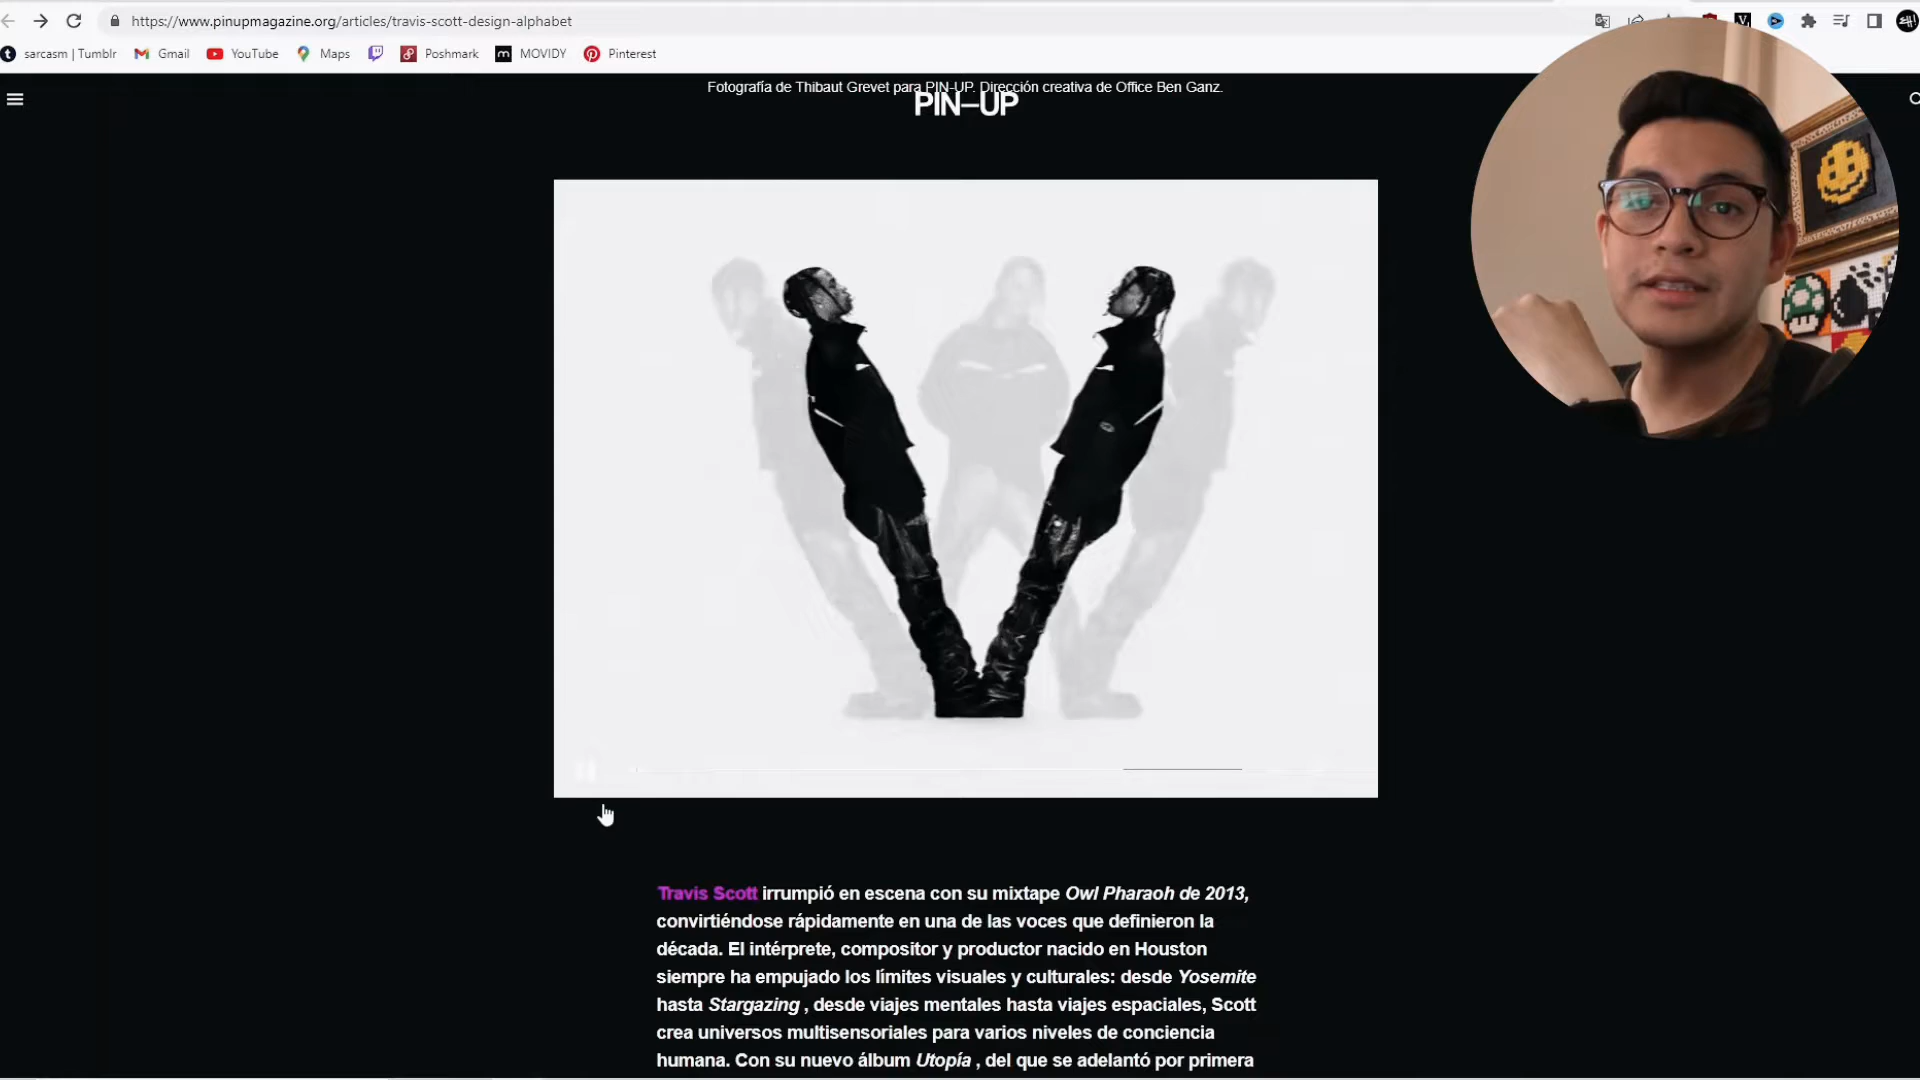 https://www.pinupmagazine.org/articles/travis-scott-design-alphabet
sarcasm | Tumblr
Gmail
YouTube
Maps
Poshmark
MOVIDY
Pinterest
Fotografía de Thibaut Grevet para PIN-UP. Dirección creativa de Office Ben Ganz.
PIN–UP
Travis Scott irrumpió en escena con su mixtape Owl Pharaoh de 2013,
convirtiéndose rápidamente en una de las voces que definieron la
década. El intérprete, compositor y productor nacido en Houston
siempre ha empujado los límites visuales y culturales: desde Yosemite
hasta Stargazing , desde viajes mentales hasta viajes espaciales, Scott
crea universos multisensoriales para varios niveles de conciencia
humana. Con su nuevo álbum Utopía , del que se adelantó por primera